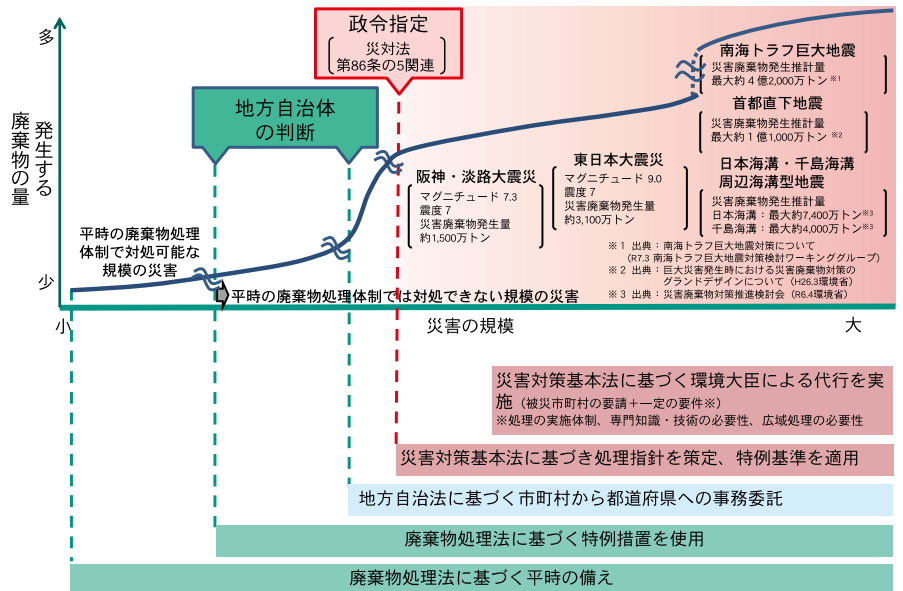 多
発生する
廃棄物の量
少
政令指定
災対法
第86条の5関連
地方自治体
の判断
平時の廃棄物処理
体制で対処可能な
規模の災害
平時の廃棄物処理体制では対処できない規模の災害
阪神・淡路大震災
マグニチュード 7.3
震度 7
災害廃棄物発生量
約1,500万トン
東日本大震災
マグニチュード 9.0
震度 7
災害廃棄物発生量
約3,100万トン
南海トラフ巨大地震
災害廃棄物発生推計量
最大約 4 億2,000万トン ※1
首都直下地震
災害廃棄物発生推計量
最大約 1 億1,000万トン ※2
日本海溝・千島海溝
周辺海溝型地震
災害廃棄物発生推計量
日本海溝：最大約7,400万トン※3
千島海溝：最大約4,000万トン※3
※ 1 出典：南海トラフ巨大地震対策について
（R7.3 南海トラフ巨大地震対策検討ワーキンググループ）
※ 2 出典：巨大災害発生時における災害廃棄物対策の
グランドデザインについて（H26.3環境省）
※ 3 出典：災害廃棄物対策推進検討会（R6.4環境省）
小
災害の規模
大
災害対策基本法に基づく環境大臣による代行を実
施（被災市町村の要請＋一定の要件※）
※処理の実施体制、専門知識・技術の必要性、広域処理の必要性
災害対策基本法に基づき処理指針を策定、特例基準を適用
地方自治法に基づく市町村から都道府県への事務委託
廃棄物処理法に基づく特例措置を使用
廃棄物処理法に基づく平時の備え